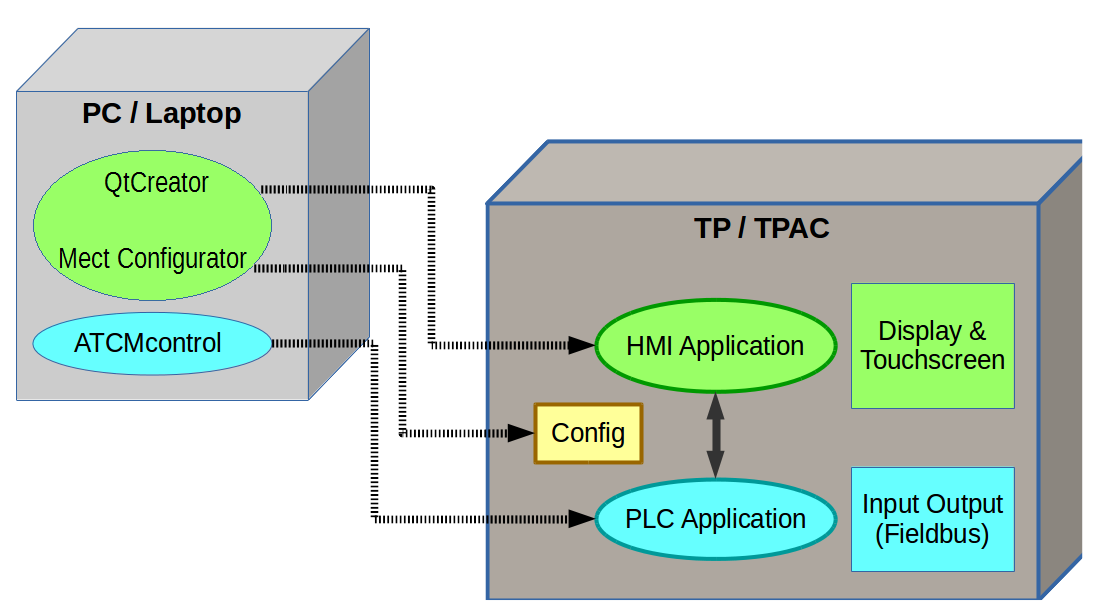 PC / Laptop
QtCreator
Mect Configurator
ATCMcontrol
TP / TPAC
HMI Application
Display &
Touchscreen
Config
PLC Application
Input Output
(Fieldbus)